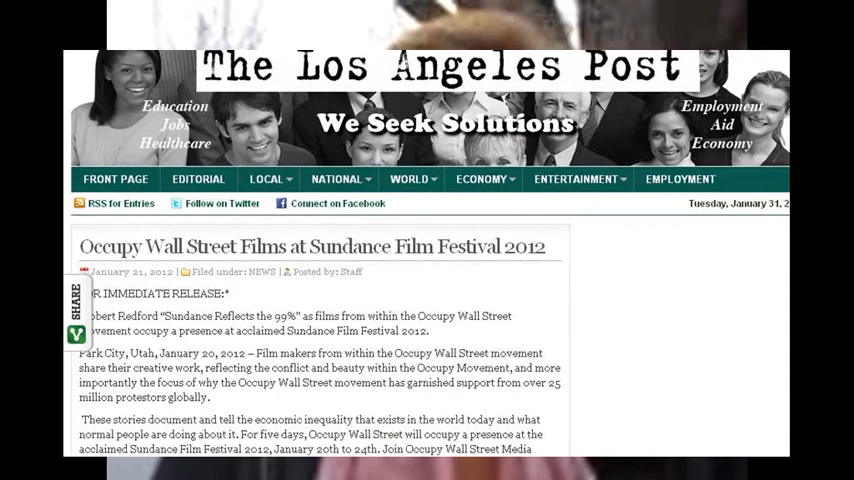 The Los Angeles Post
Education
Jobs
Healthcare
We Seek Solutions
Employment
Aid
Economy
FRONT PAGE EDITORIAL LOCAL NATIONAL WORLD ECONOMY ENTERTAINMENT EMPLOYMENT
RSS for Entries Follow on Twitter Connect on Facebook Tuesday, January 31, 2
Occupy Wall Street Films at Sundance Film Festival 2012
January 21, 2012 | Filed under: NEWS | Posted by: Staff
SHARE
OR IMMEDIATE RELEASE:*
obert Redford “Sundance Reflects the 99%” as films from within the Occupy Wall Street
ovement occupy a presence at acclaimed Sundance Film Festival 2012.
Park City, Utah, January 20, 2012 – Film makers from within the Occupy Wall Street movement
share their creative work, reflecting the conflict and beauty within the Occupy Movement, and more
importantly the focus of why the Occupy Wall Street movement has garnished support from over 25
million protestors globally.
These stories document and tell the economic inequality that exists in the world today and what
normal people are doing about it. For five days, Occupy Wall Street will occupy a presence at the
acclaimed Sundance Film Festival 2012, January 20th to 24th. Join Occupy Wall Street Media